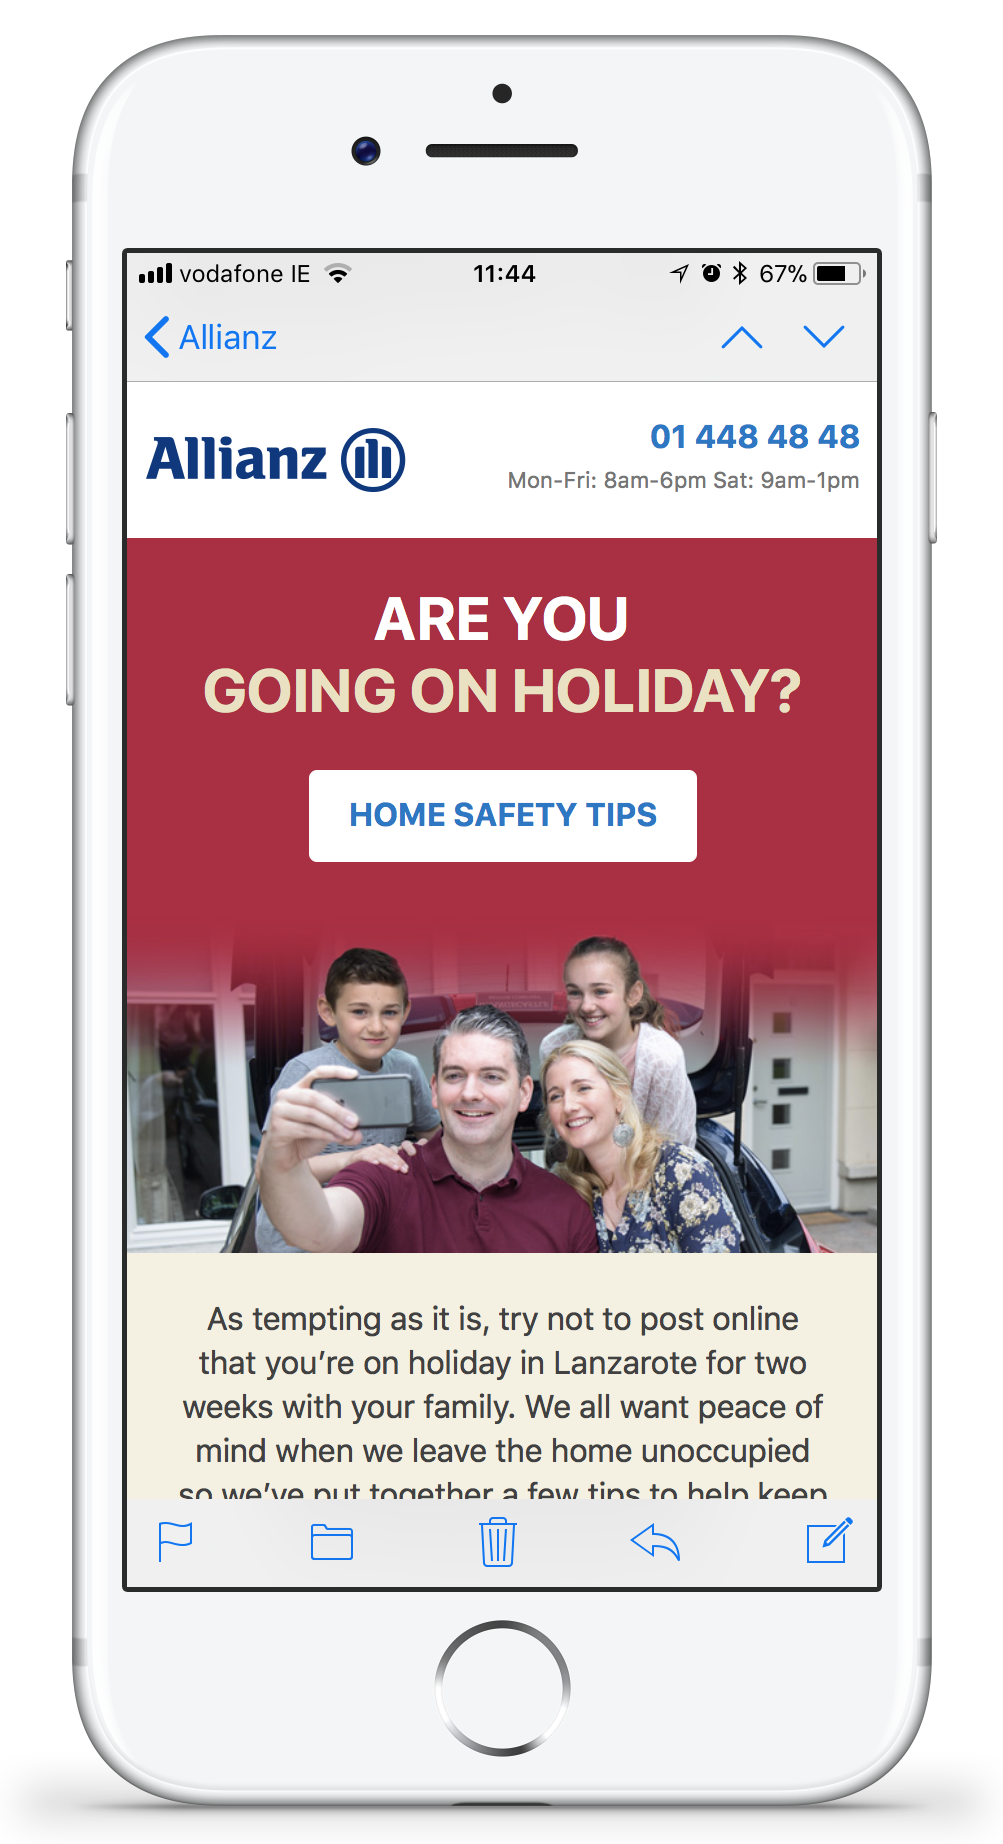 vodafone IE 11:44 67%
Allianz
Allianz
01 448 48 48
Mon-Fri: 8am-6pm Sat: 9am-1pm
ARE YOU
GOING ON HOLIDAY?
HOME SAFETY TIPS
As tempting as it is, try not to post online
that you’re on holiday in Lanzarote for two
weeks with your family. We all want peace of
mind when we leave the home unoccupied
so we’ve put together a few tips to help keep